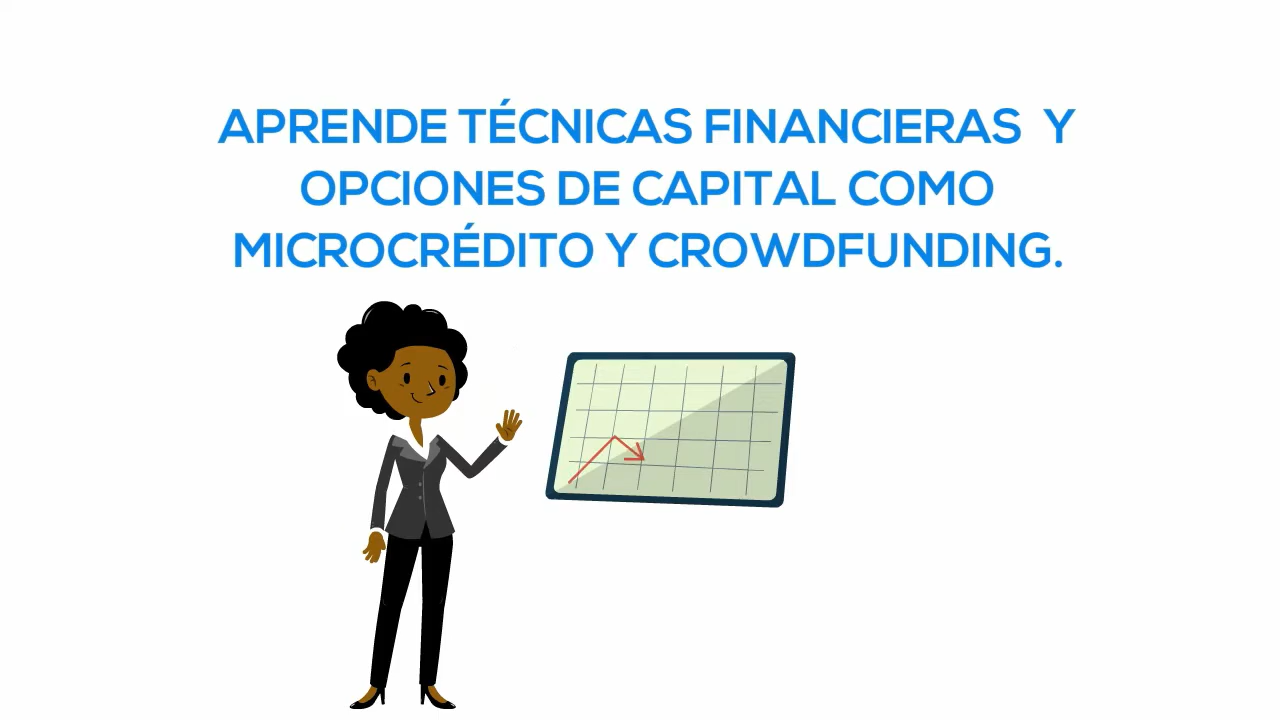 APRENDE TÉCNICAS FINANCIERAS Y
OPCIONES DE CAPITAL COMO
MICROCRÉDITO Y CROWDFUNDING.